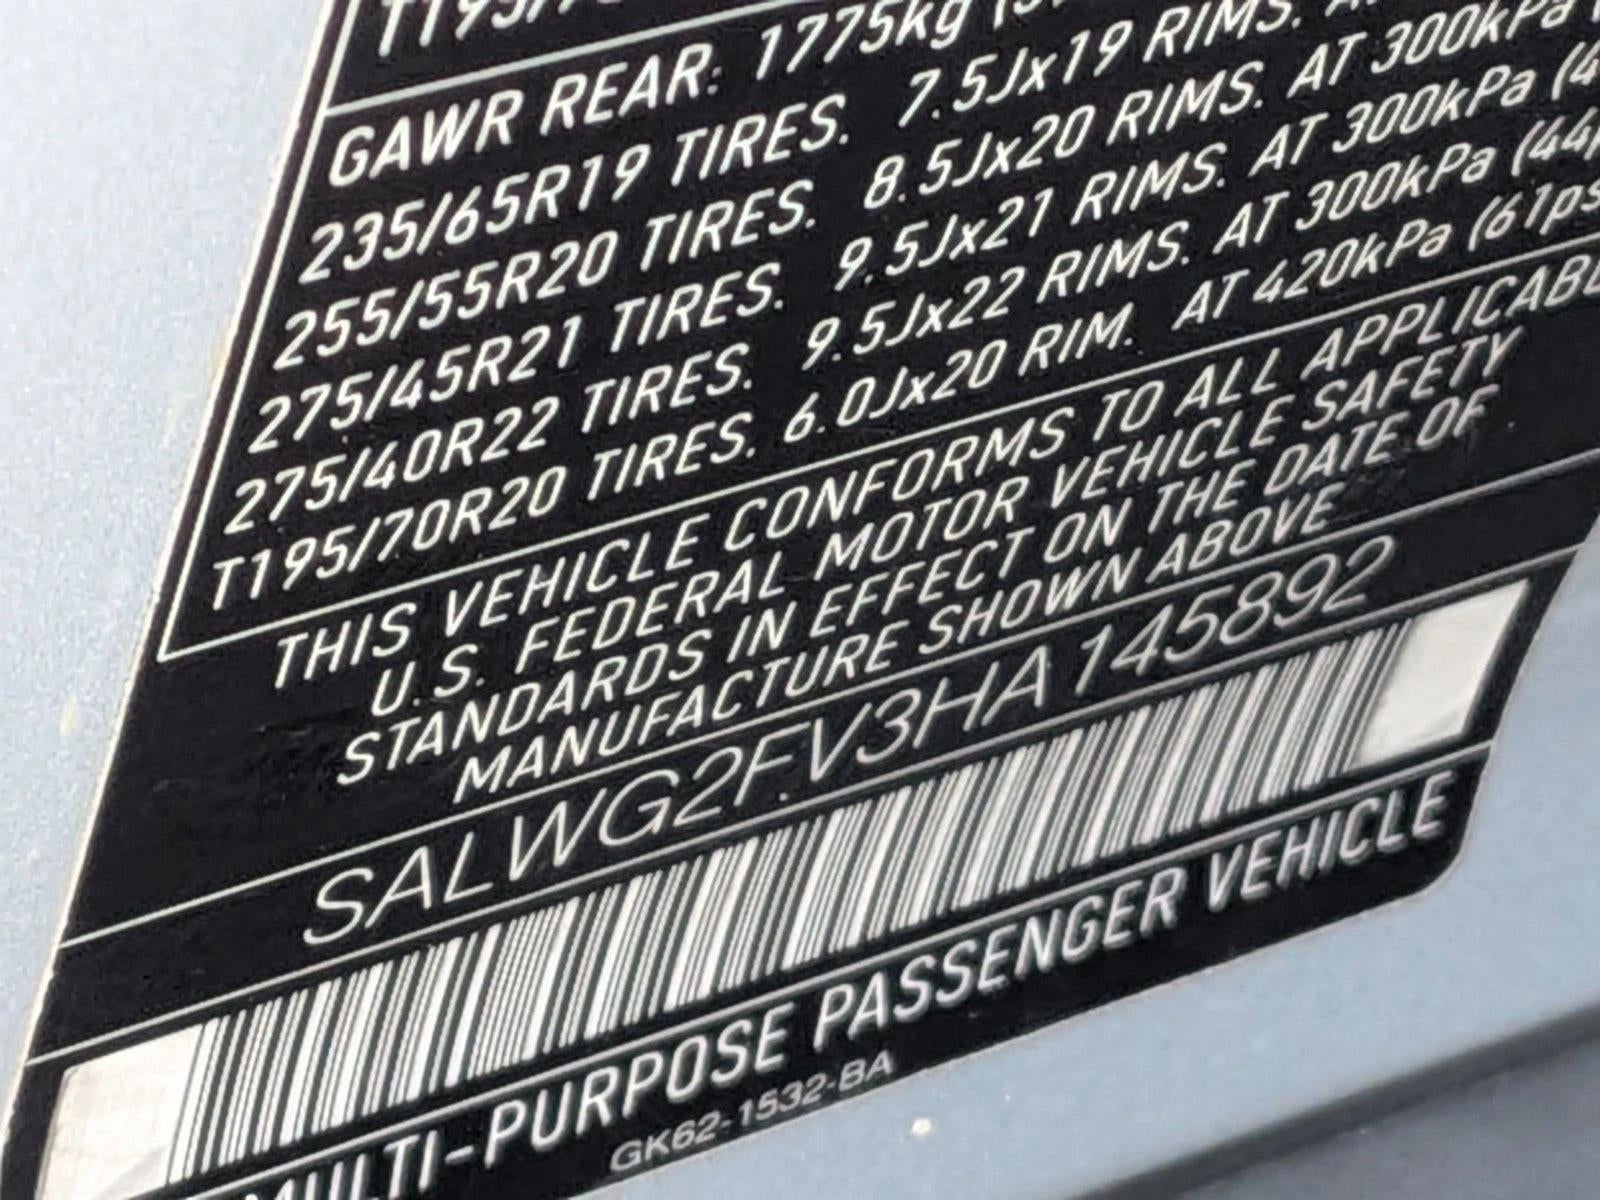 GAWR REAR: 1775kg
235/65R19 TIRES. 7.5Jx19 RIMS.
255/55R20 TIRES. 8.5Jx20 RIMS. AT 300kPa
275/45R21 TIRES. 9.5Jx21 RIMS. AT 300kPa
275/40R22 TIRES. 9.5Jx22 RIMS. AT 300kPa (44
T195/70R20 TIRES. 6.0Jx20 RIM. AT 420kPa (61ps
THIS VEHICLE CONFORMS TO ALL APPLICABL
U.S. FEDERAL MOTOR VEHICLE SAFETY
STANDARDS IN EFFECT ON THE DATE OF
MANUFACTURE SHOWN ABOVE
SALWG2FV3HA145892
MULTI-PURPOSE PASSENGER VEHICLE
GK62-1532-BA